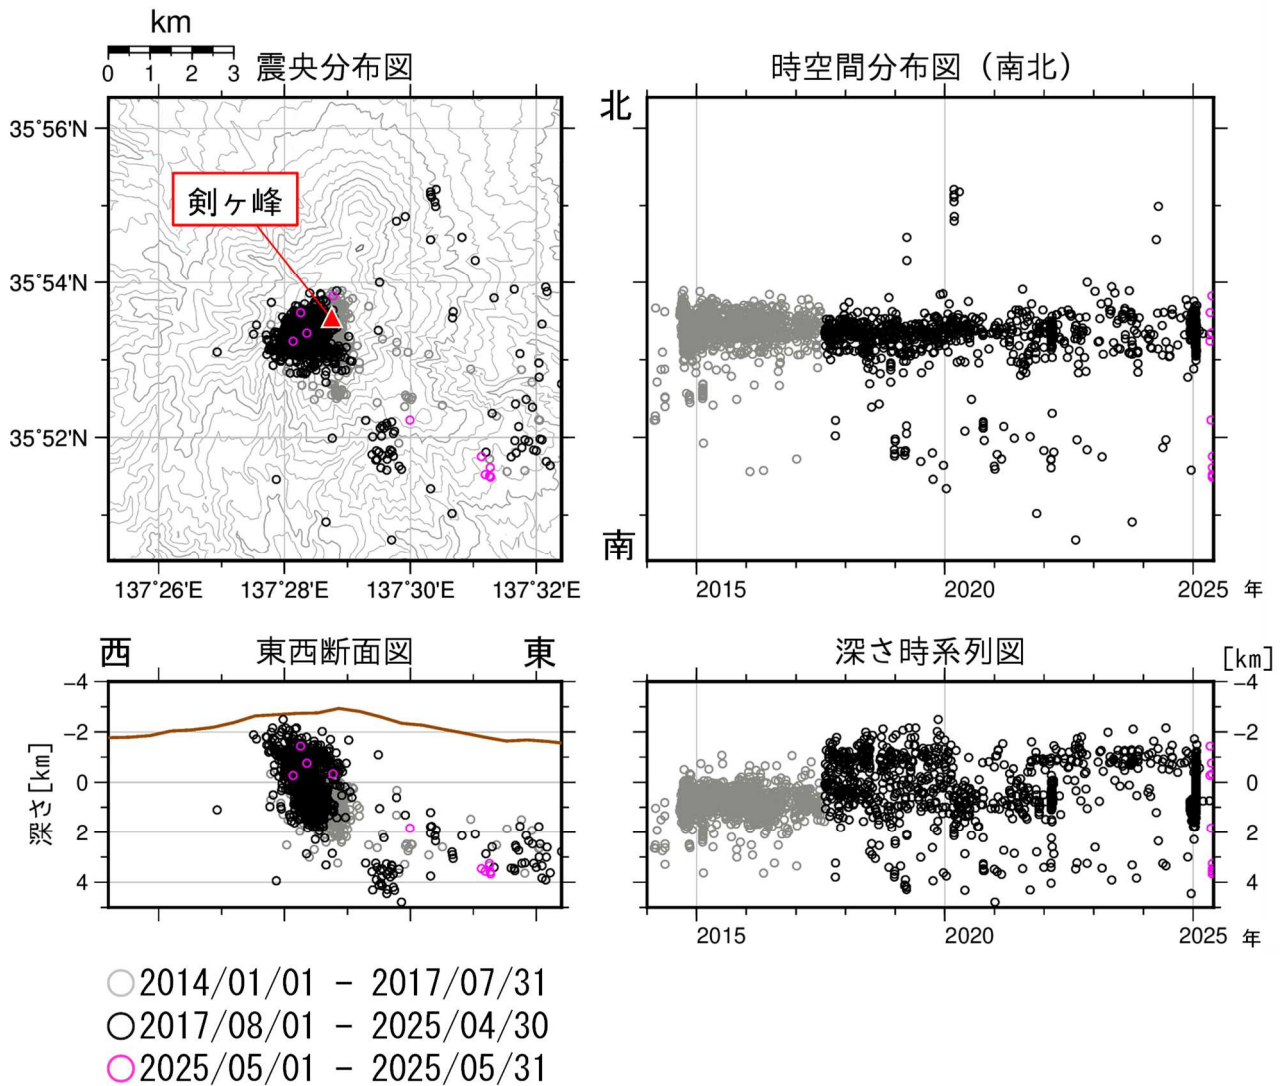 km
0 1 2 3
震央分布図
時空間分布図（南北）
北
35°56'N
剣ヶ峰
35°54'N
35°52'N
南
137°26'E 137°28'E 137°30'E 137°32'E
2015 2020 2025 年
西 東西断面図 東
深さ時系列図 [km]
-4 -4
-2 -2
0 0
2 2
4 4
深さ[km]
2015 2020 2025 年
2014/01/01 - 2017/07/31
2017/08/01 - 2025/04/30
2025/05/01 - 2025/05/31